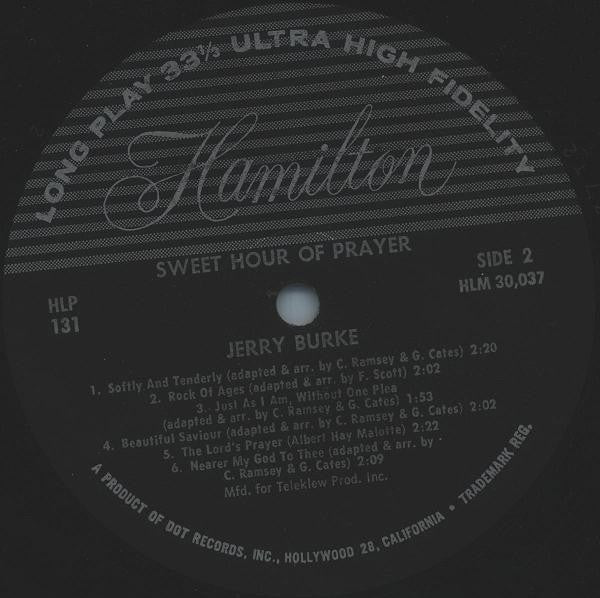 LONG PLAY 33⅓ ULTRA HIGH FIDELITY
Hamilton
SWEET HOUR OF PRAYER
SIDE 2
HLP
131
HLM 30,037
JERRY BURKE
1. Softly And Tenderly (adapted & arr. by C. Ramsey & G. Cates) 2:20
2. Rock Of Ages (adapted & arr. by F. Scott) 2:02
3. Just As I Am, Without One Plea
(adapted & arr. by C. Ramsey & G. Cates) 1:53
4. Beautiful Saviour (adapted & arr. by C. Ramsey & G. Cates) 2:02
5. The Lord's Prayer (Albert Hay Malotte) 2:22
6. Nearer My God To Thee (adapted & arr. by
C. Ramsey & G. Cates) 2:09
Mfd. for Teleklew Prod. Inc.
A PRODUCT OF DOT RECORDS, INC., HOLLYWOOD 28, CALIFORNIA • TRADEMARK REG.